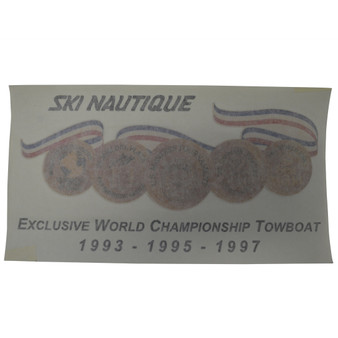 SKI NAUTIQUE
EXCLUSIVE WORLD CHAMPIONSHIP TOWBOAT
1993 - 1995 - 1997